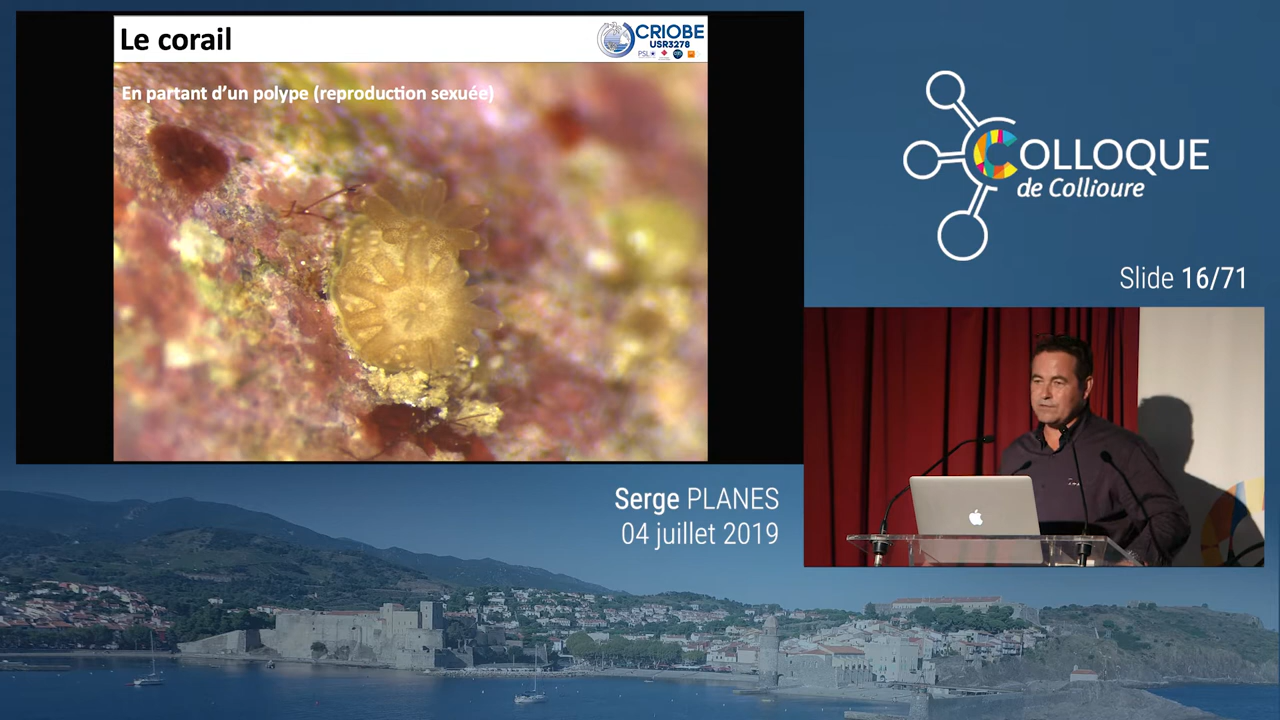 Le corail
CRIOBE
USR3278
PSL
En partant d'un polype (reproduction sexuée)
COLLOQUE
de Collioure
Slide 16/71
Serge PLANES
04 juillet 2019